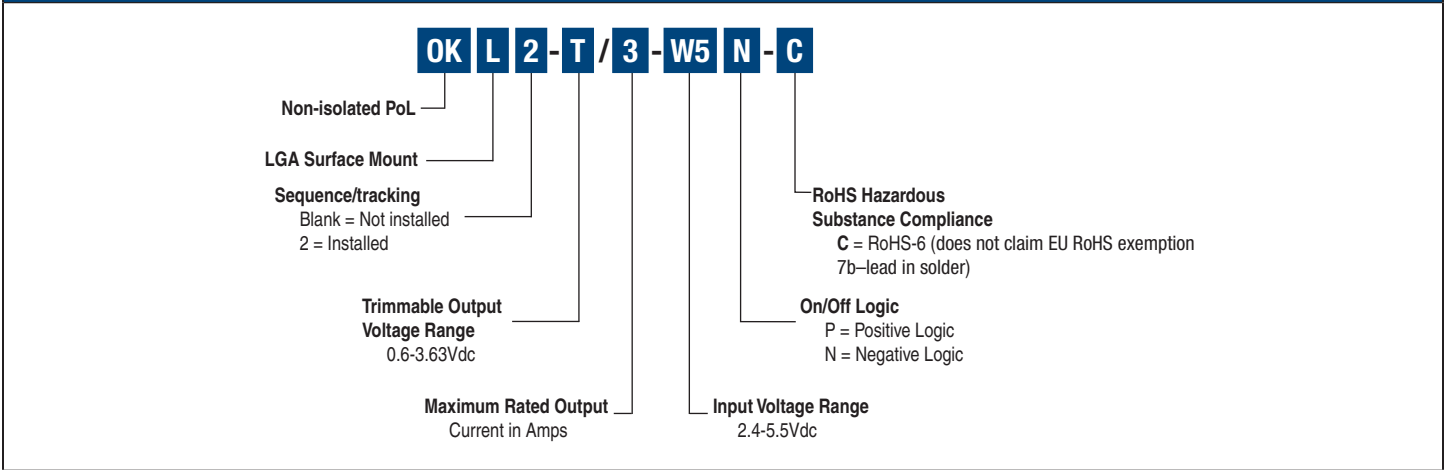 OK L 2 - T / 3 - W5 N - C
Non-isolated PoL
LGA Surface Mount
Sequence/tracking
Blank = Not installed
2 = Installed
Trimmable Output
Voltage Range
0.6-3.63Vdc
Maximum Rated Output
Current in Amps
Input Voltage Range
2.4-5.5Vdc
On/Off Logic
P = Positive Logic
N = Negative Logic
RoHS Hazardous
Substance Compliance
C = RoHS-6 (does not claim EU RoHS exemption
7b–lead in solder)